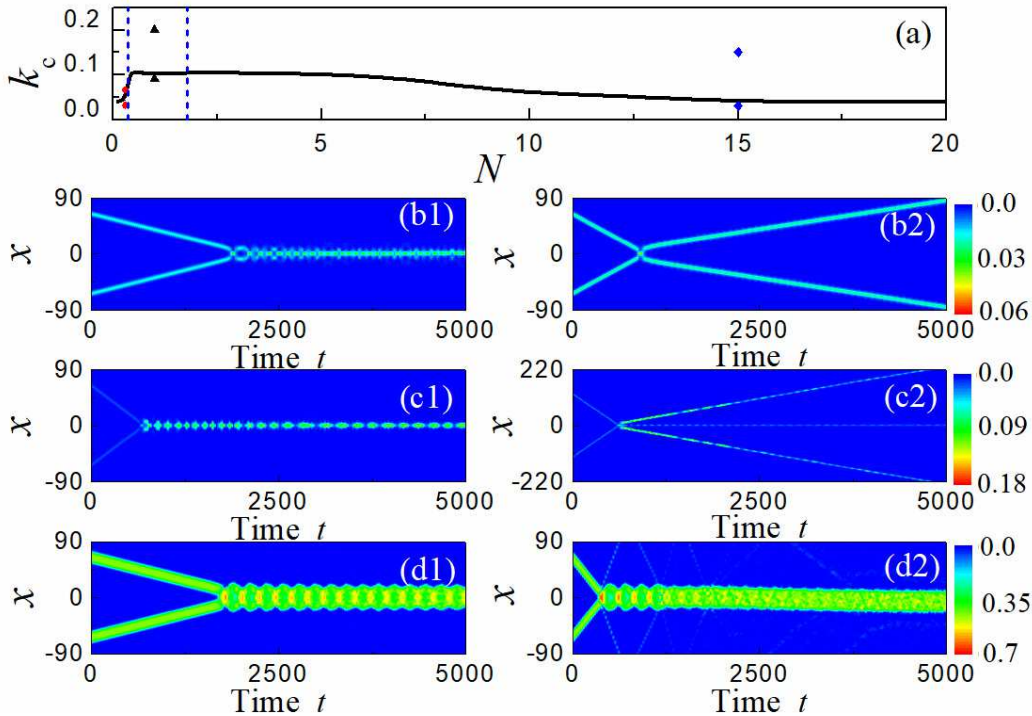 0.2
(a)
k_c
0.1
0.0
0 5 10 15 20
N
90 (b1) 90 (b2) 0.0
x 0 x 0 0.03
-90 -90 0.06
0 2500 5000 0 2500 5000
Time t Time t
90 (c1) 220 (c2) 0.0
x 0 x 0 0.09
-90 -220 0.18
0 2500 5000 0 2500 5000
Time t Time t
90 (d1) 90 (d2) 0.0
x 0 x 0 0.35
-90 -90 0.7
0 2500 5000 0 2500 5000
Time t Time t